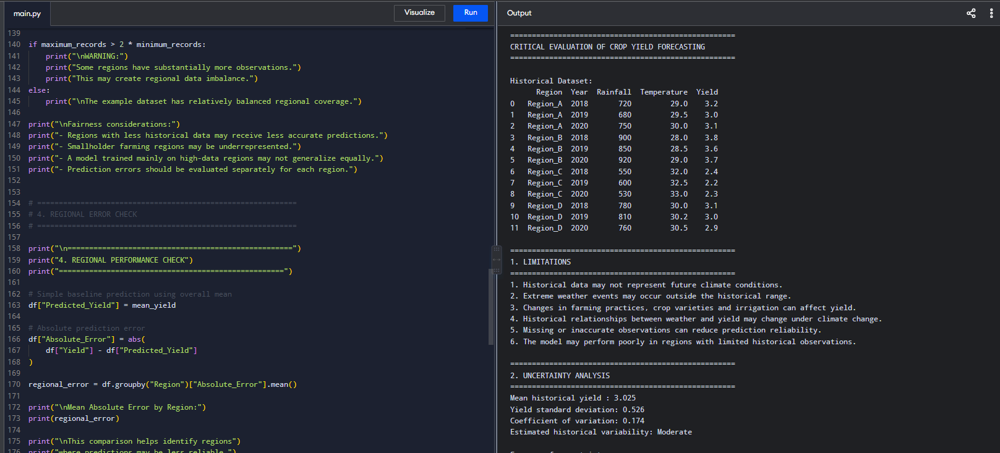 main.py
Visualize
Run
139
140 if maximum_records > 2 * minimum_records:
141     print("\nWARNING:")
142     print("Some regions have substantially more observations.")
143     print("This may create regional data imbalance.")
144 else:
145     print("\nThe example dataset has relatively balanced regional coverage.")
146
147 print("\nFairness considerations:")
148 print("- Regions with less historical data may receive less accurate predictions.")
149 print("- Smallholder farming regions may be underrepresented.")
150 print("- A model trained mainly on high-data regions may not generalize equally.")
151 print("- Prediction errors should be evaluated separately for each region.")
152
153
154 # ============================================================
155 # 4. REGIONAL ERROR CHECK
156 # ============================================================
157
158 print("\n====================================================")
159 print("4. REGIONAL PERFORMANCE CHECK")
160 print("====================================================")
161
162 # Simple baseline prediction using overall mean
163 df["Predicted_Yield"] = mean_yield
164
165 # Absolute prediction error
166 df["Absolute_Error"] = abs(
167     df["Yield"] - df["Predicted_Yield"]
168 )
169
170 regional_error = df.groupby("Region")["Absolute_Error"].mean()
171
172 print("\nMean Absolute Error by Region:")
173 print(regional_error)
174
175 print("\nThis comparison helps identify regions")
176 print("where predictions may be less reliable.")
Output
====================================================
CRITICAL EVALUATION OF CROP YIELD FORECASTING
====================================================
Historical Dataset:
Region Year Rainfall Temperature Yield
0 Region_A 2018 720 29.0 3.2
1 Region_A 2019 680 29.5 3.0
2 Region_A 2020 750 30.0 3.1
3 Region_B 2018 900 28.0 3.8
4 Region_B 2019 850 28.5 3.6
5 Region_B 2020 920 29.0 3.7
6 Region_C 2018 550 32.0 2.4
7 Region_C 2019 600 32.5 2.2
8 Region_C 2020 530 33.0 2.3
9 Region_D 2018 780 30.0 3.1
10 Region_D 2019 810 30.2 3.0
11 Region_D 2020 760 30.5 2.9
====================================================
1. LIMITATIONS
====================================================
1. Historical data may not represent future climate conditions.
2. Extreme weather events may occur outside the historical range.
3. Changes in farming practices, crop varieties and irrigation can affect yield.
4. Historical relationships between weather and yield may change under climate change.
5. Missing or inaccurate observations can reduce prediction reliability.
6. The model may perform poorly in regions with limited historical observations.
====================================================
2. UNCERTAINTY ANALYSIS
====================================================
Mean historical yield : 3.025
Yield standard deviation: 0.526
Coefficient of variation: 0.174
Estimated historical variability: Moderate